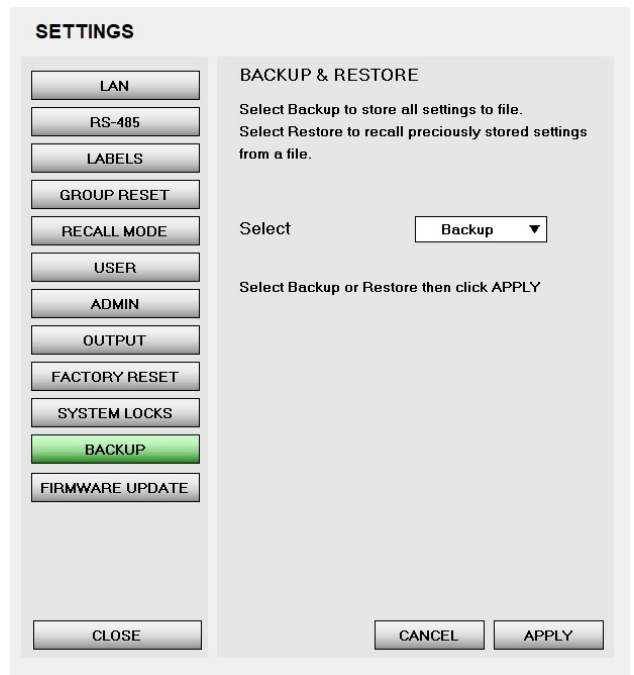 SETTINGS
LAN
RS-485
LABELS
GROUP RESET
RECALL MODE
USER
ADMIN
OUTPUT
FACTORY RESET
SYSTEM LOCKS
BACKUP
FIRMWARE UPDATE
CLOSE
BACKUP & RESTORE
Select Backup to store all settings to file.
Select Restore to recall preciously stored settings
from a file.
Select
Backup
Select Backup or Restore then click APPLY
CANCEL
APPLY